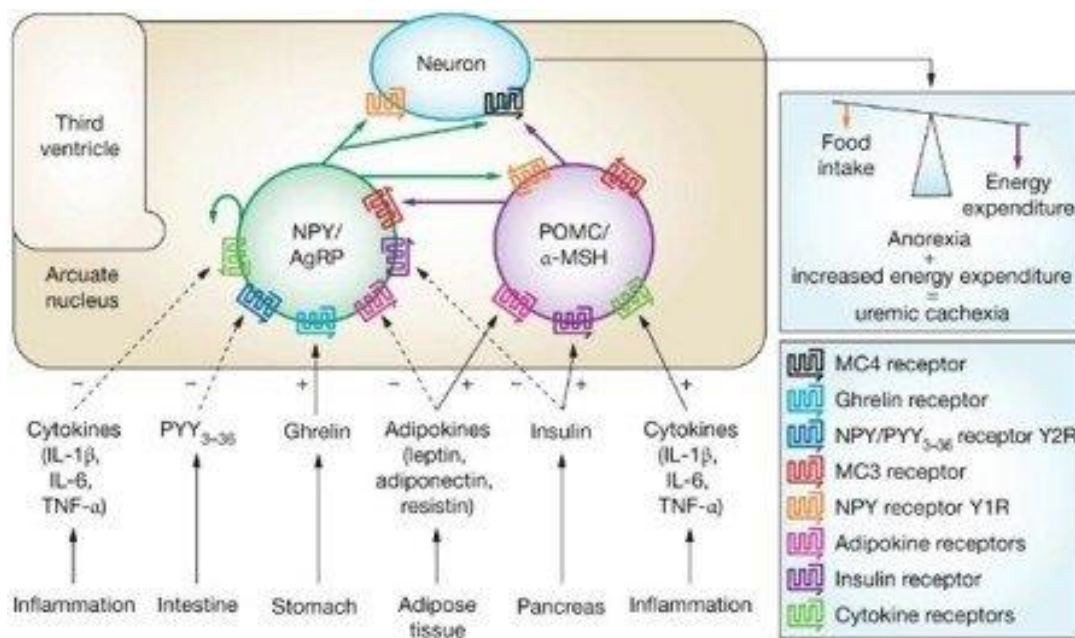 Neuron
Third
ventricle
NPY/
AgRP
POMC/
α-MSH
Arcuate
nucleus
Food
intake
Energy
expenditure
Anorexia
+
increased energy expenditure
=
uremic cachexia
− − + − + − + +
Cytokines
(IL-1β,
IL-6,
TNF-α)
PYY₃₋₃₆
Ghrelin
Adipokines
(leptin,
adiponectin,
resistin)
Insulin
Cytokines
(IL-1β,
IL-6,
TNF-α)
Inflammation
Intestine
Stomach
Adipose
tissue
Pancreas
Inflammation
MC4 receptor
Ghrelin receptor
NPY/PYY₃₋₃₆ receptor Y2R
MC3 receptor
NPY receptor Y1R
Adipokine receptors
Insulin receptor
Cytokine receptors